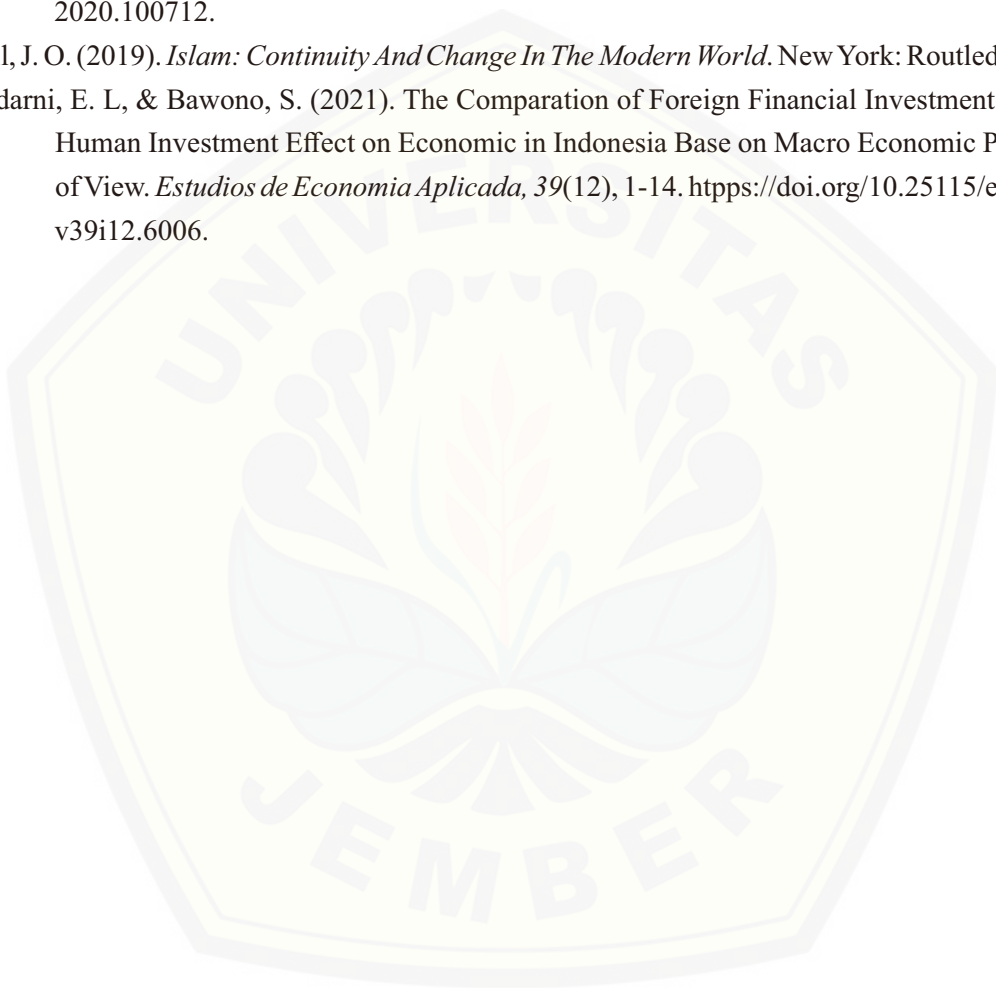 2020.100712.
l, J. O. (2019). Islam: Continuity And Change In The Modern World. New York: Routled
darni, E. L, & Bawono, S. (2021). The Comparation of Foreign Financial Investment
Human Investment Effect on Economic in Indonesia Base on Macro Economic P
of View. Estudios de Economia Aplicada, 39(12), 1-14. htpps://doi.org/10.25115/e
v39i12.6006.
UNIVERSITAS
JEMBER